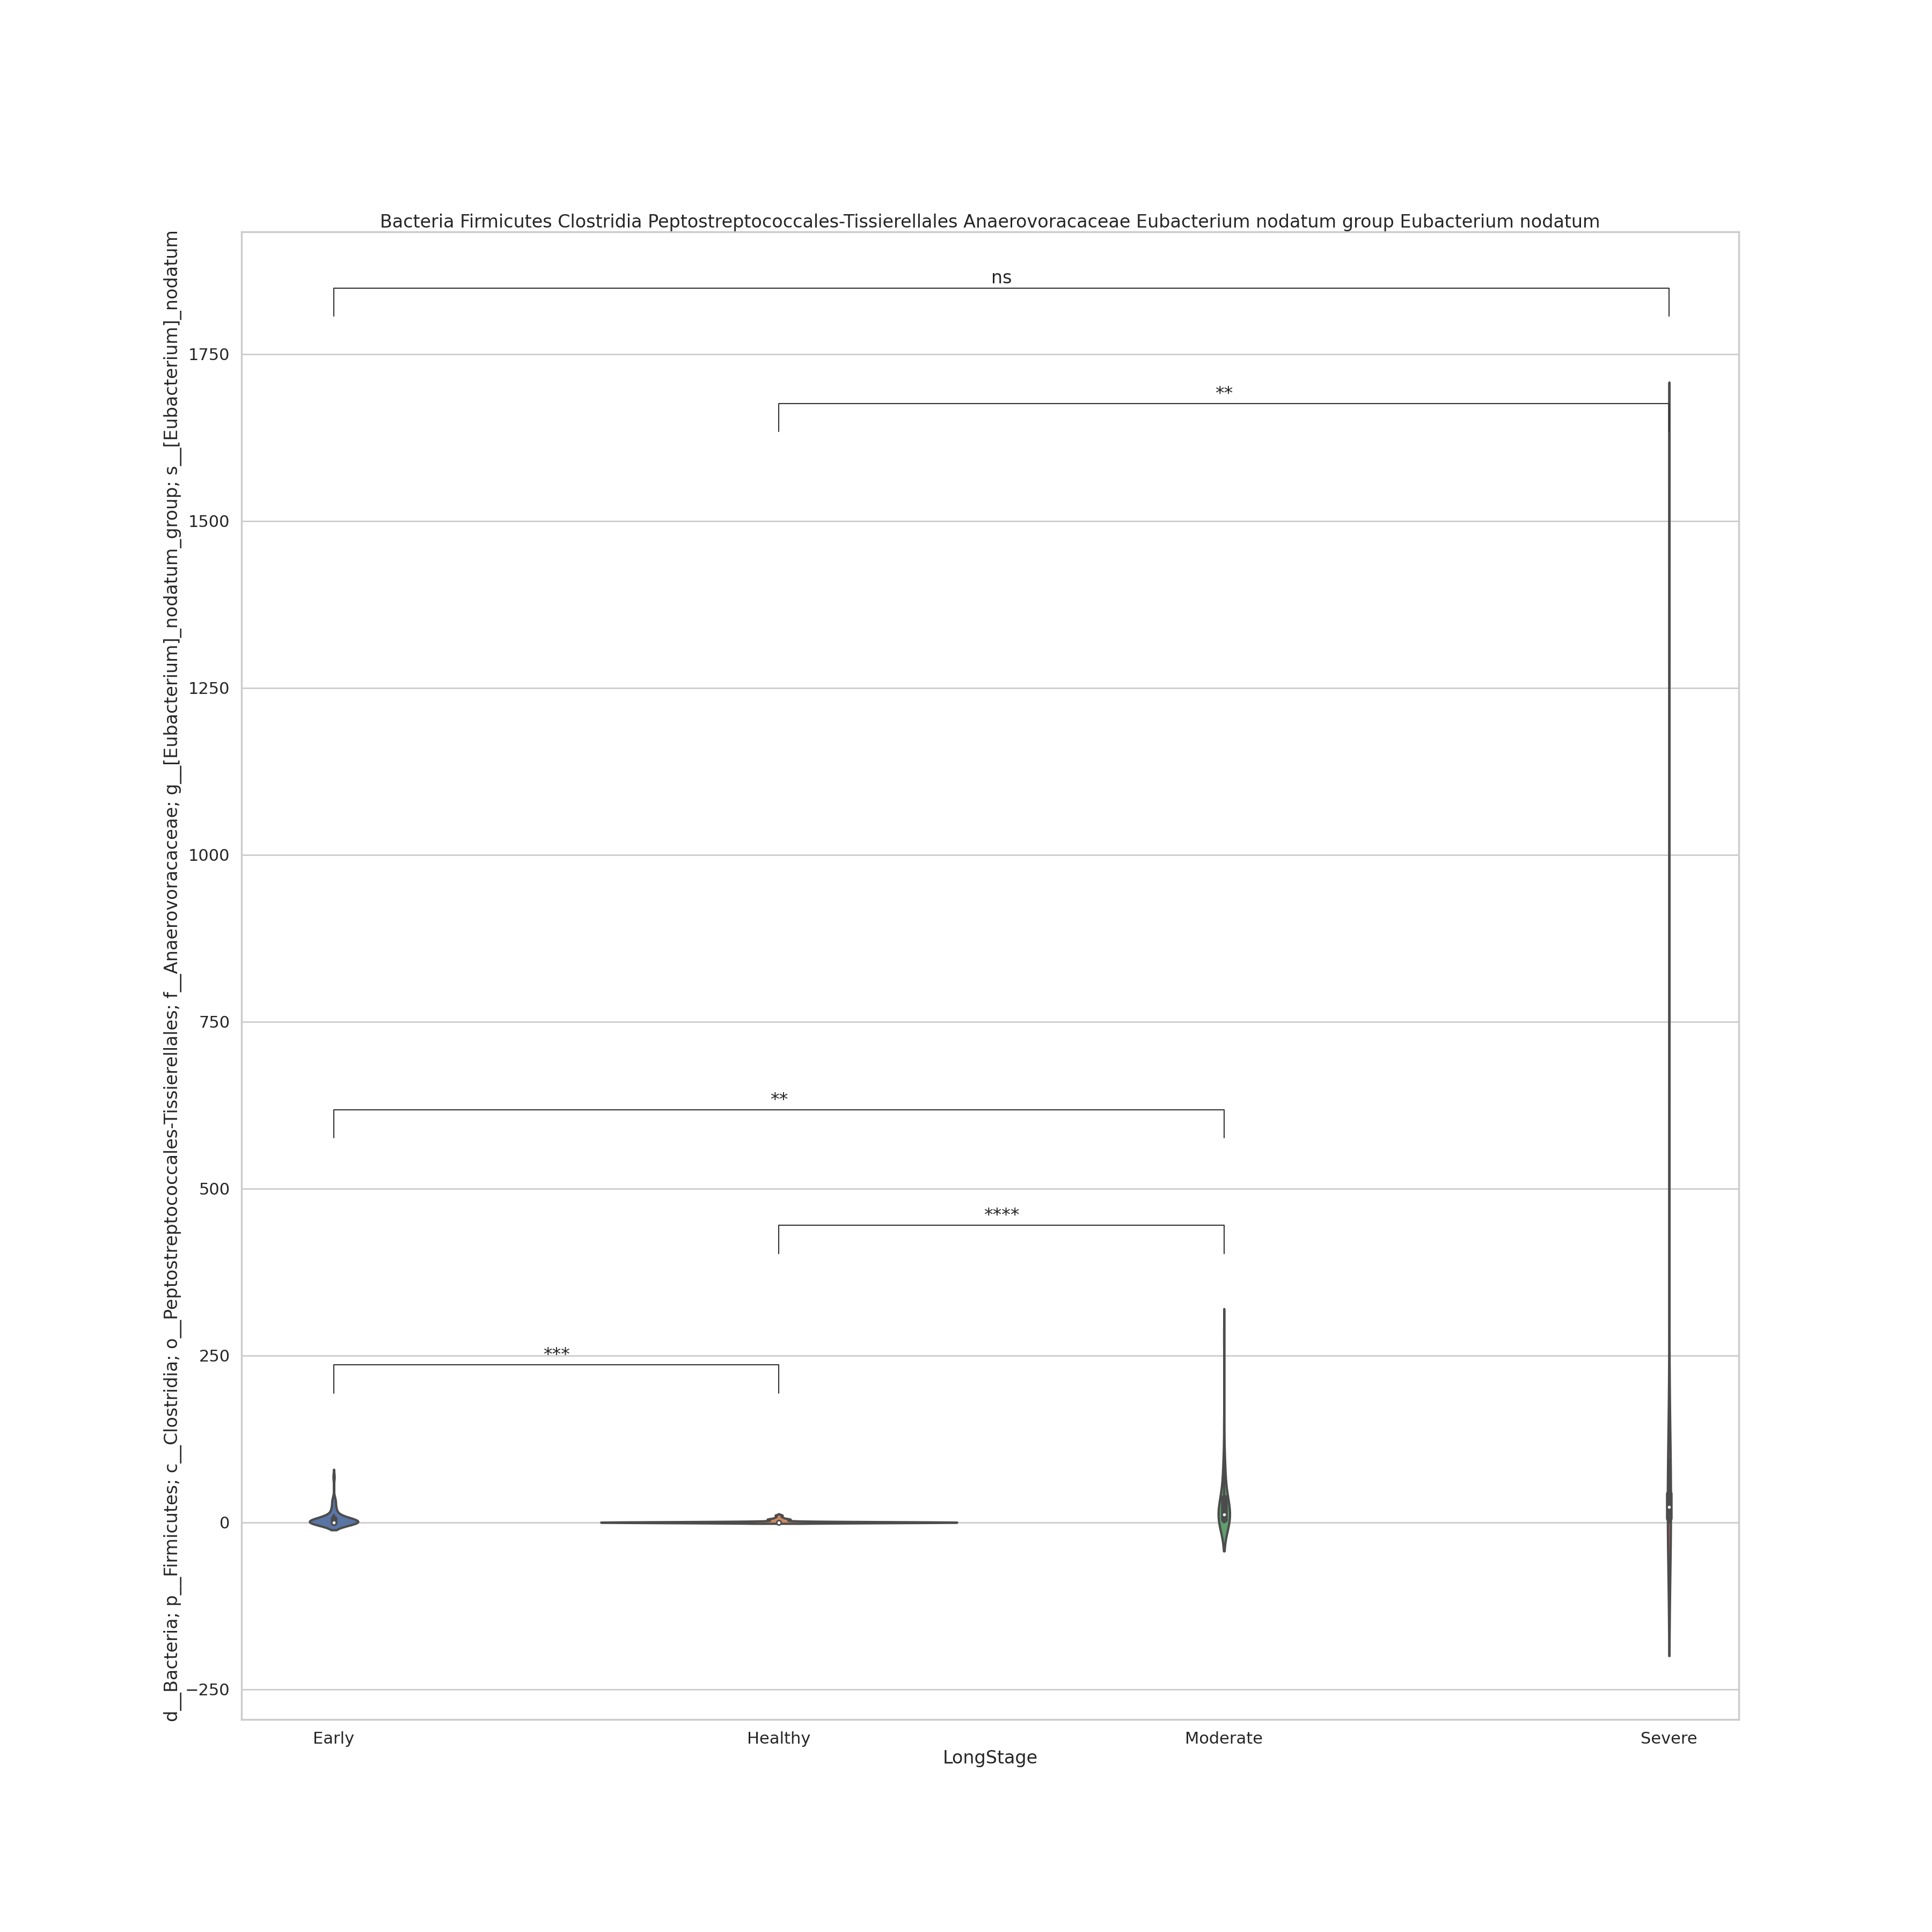 Bacteria Firmicutes Clostridia Peptostreptococcales-Tissierellales Anaerovoracaceae Eubacterium nodatum group Eubacterium nodatum
d__Bacteria; p__Firmicutes; c__Clostridia; o__Peptostreptococcales-Tissierellales; f__Anaerovoracaceae; g__[Eubacterium]_nodatum_group; s__[Eubacterium]_nodatum
ns
1750
**
1500
1250
1000
750
**
500
****
250
***
0
−250
Early Healthy Moderate Severe
LongStage